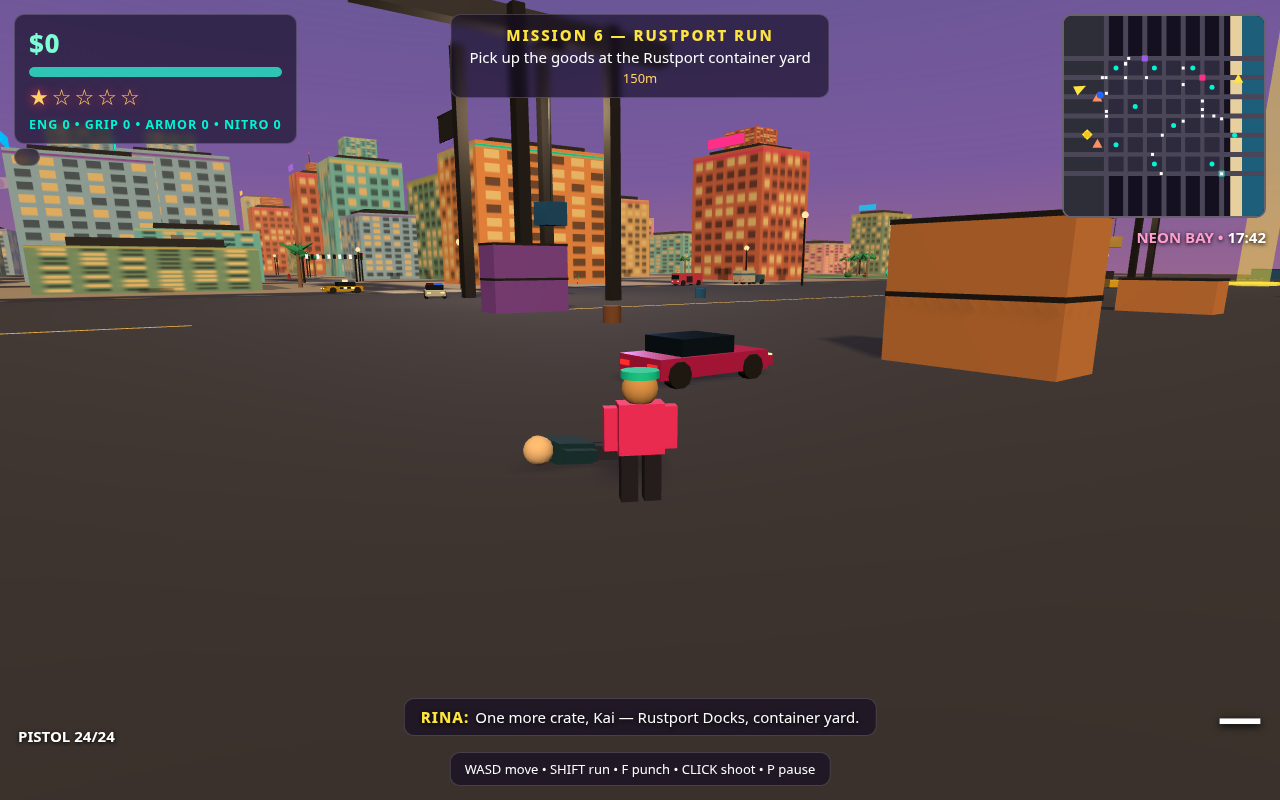 $0
★☆☆☆☆
ENG 0 • GRIP 0 • ARMOR 0 • NITRO 0
MISSION 6 — RUSTPORT RUN
Pick up the goods at the Rustport container yard
150m
NEON BAY • 17:42
RINA: One more crate, Kai — Rustport Docks, container yard.
PISTOL 24/24
WASD move • SHIFT run • F punch • CLICK shoot • P pause